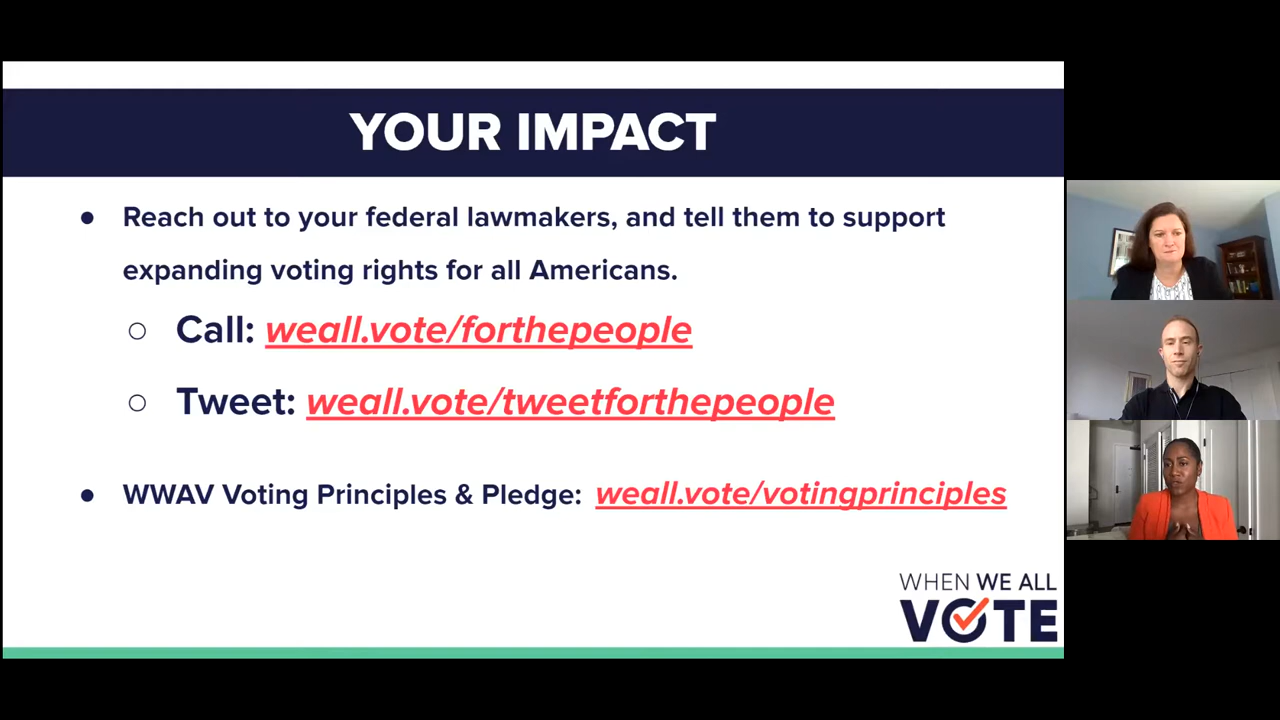 YOUR IMPACT
● Reach out to your federal lawmakers, and tell them to support
expanding voting rights for all Americans.
○ Call: weall.vote/forthepeople
○ Tweet: weall.vote/tweetforthepeople
● WWAV Voting Principles & Pledge: weall.vote/votingprinciples
WHEN WE ALL
VOTE